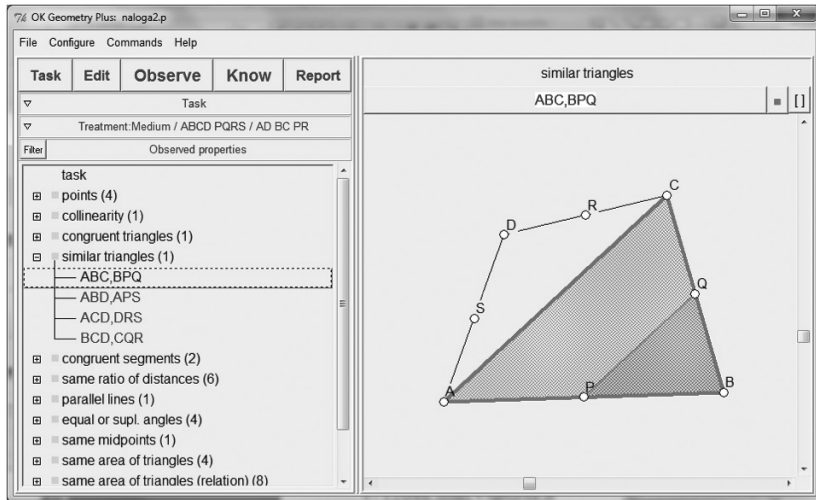 OK Geometry Plus: naloga2.p
File Configure Commands Help
Task Edit Observe Know Report
Task
Treatment:Medium / ABCD PQRS / AD BC PR
Filter Observed properties
task
points (4)
collinearity (1)
congruent triangles (1)
similar triangles (1)
ABC,BPQ
ABD,APS
ACD,DRS
BCD,CQR
congruent segments (2)
same ratio of distances (6)
parallel lines (1)
equal or supl. angles (4)
same midpoints (1)
same area of triangles (4)
same area of triangles (relation) (8)
similar triangles
ABC,BPQ
[ ]
C
R
D
Q
S
A
P
B